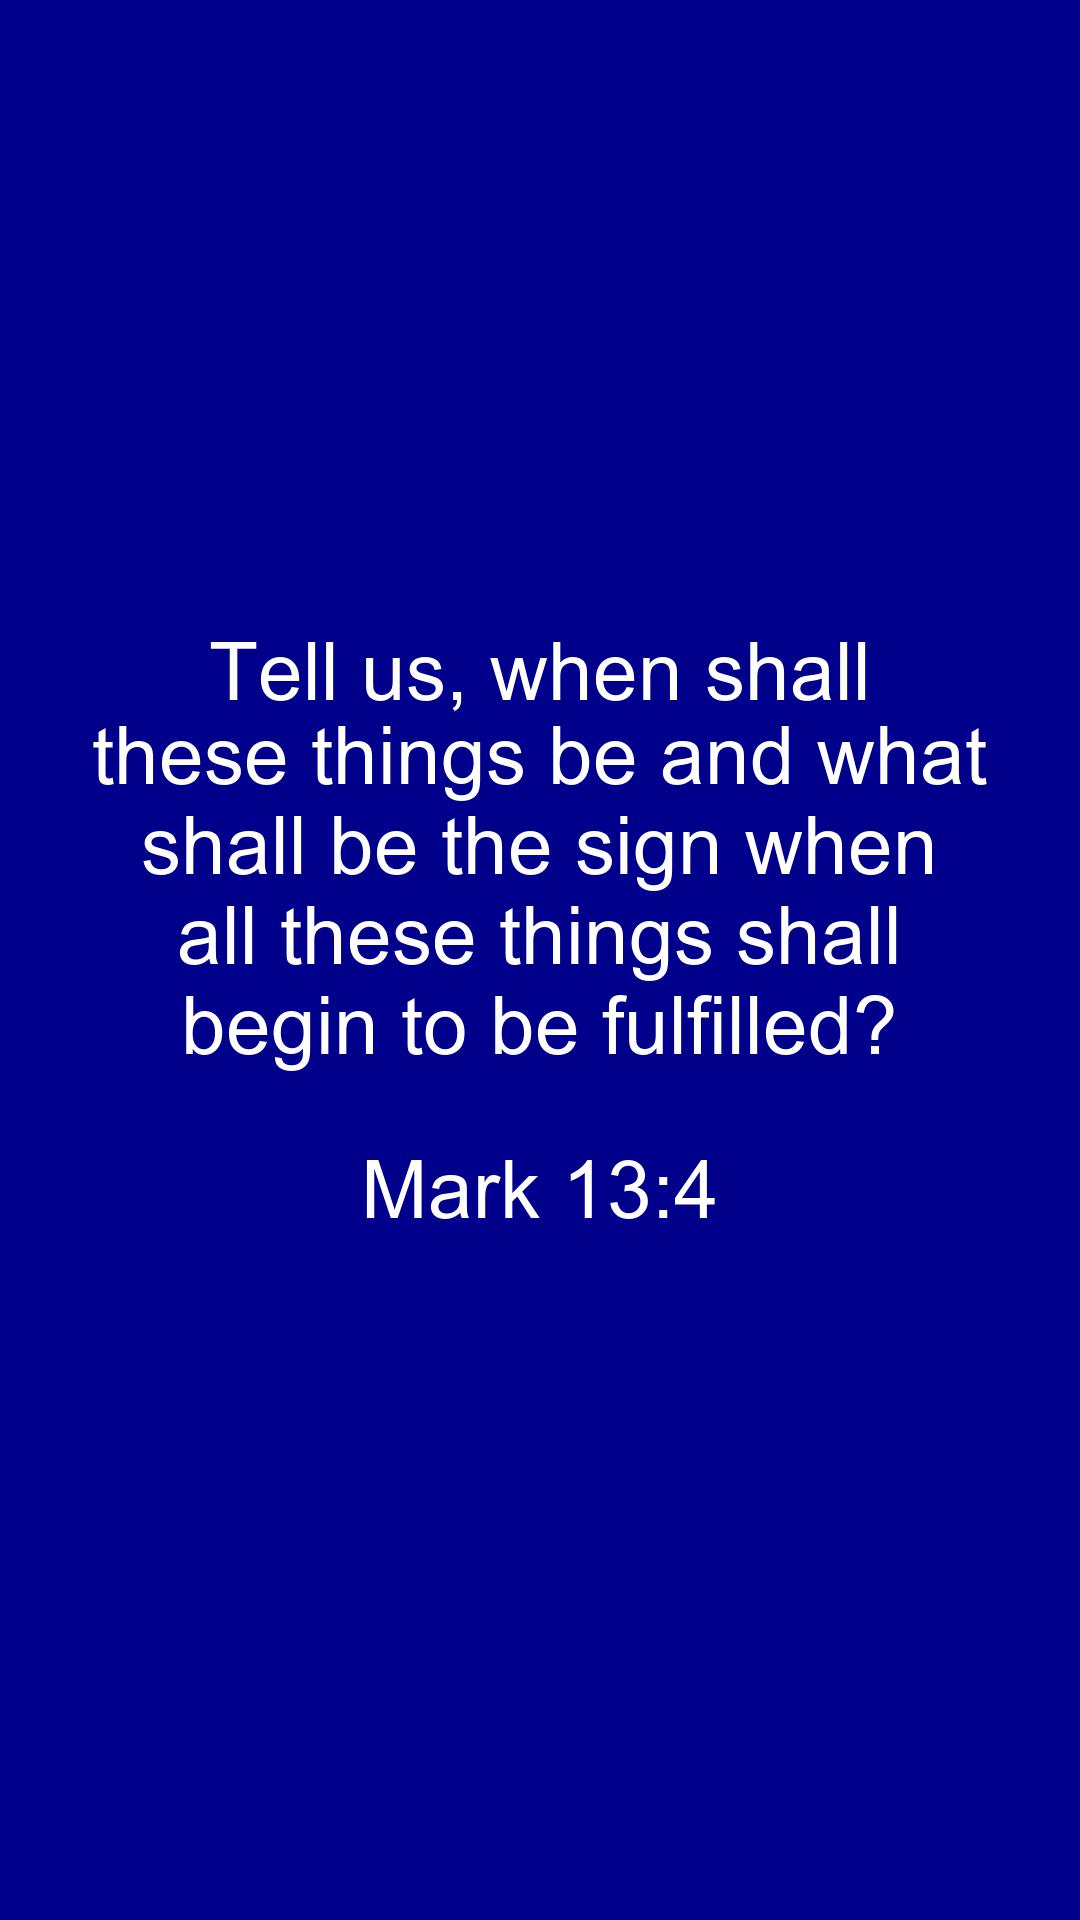 Tell us, when shall
these things be and what
shall be the sign when
all these things shall
begin to be fulfilled?
Mark 13:4